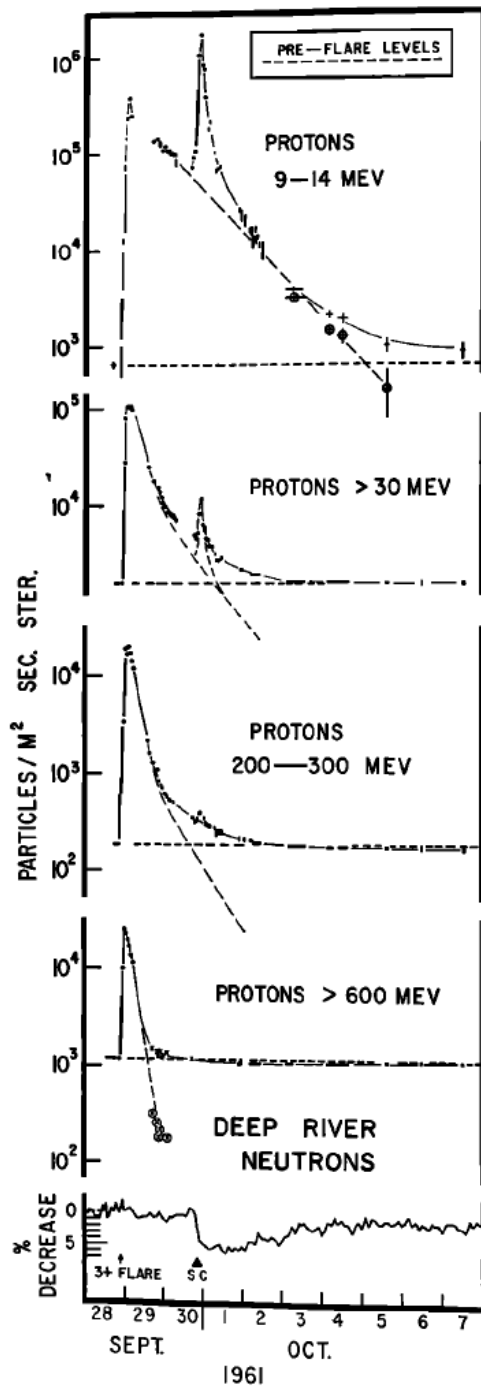 PRE—FLARE LEVELS
10⁶
PROTONS
9—14 MEV
10⁵
10⁴
10³
10⁵
PROTONS > 30 MEV
10⁴
PARTICLES/M² SEC. STER.
10⁴
PROTONS
200—300 MEV
10³
10²
10⁴
PROTONS > 600 MEV
10³
DEEP RIVER
NEUTRONS
10²
% DECREASE
0
5
3+ FLARE
SC
28 29 30 1 2 3 4 5 6 7
SEPT. OCT.
1961